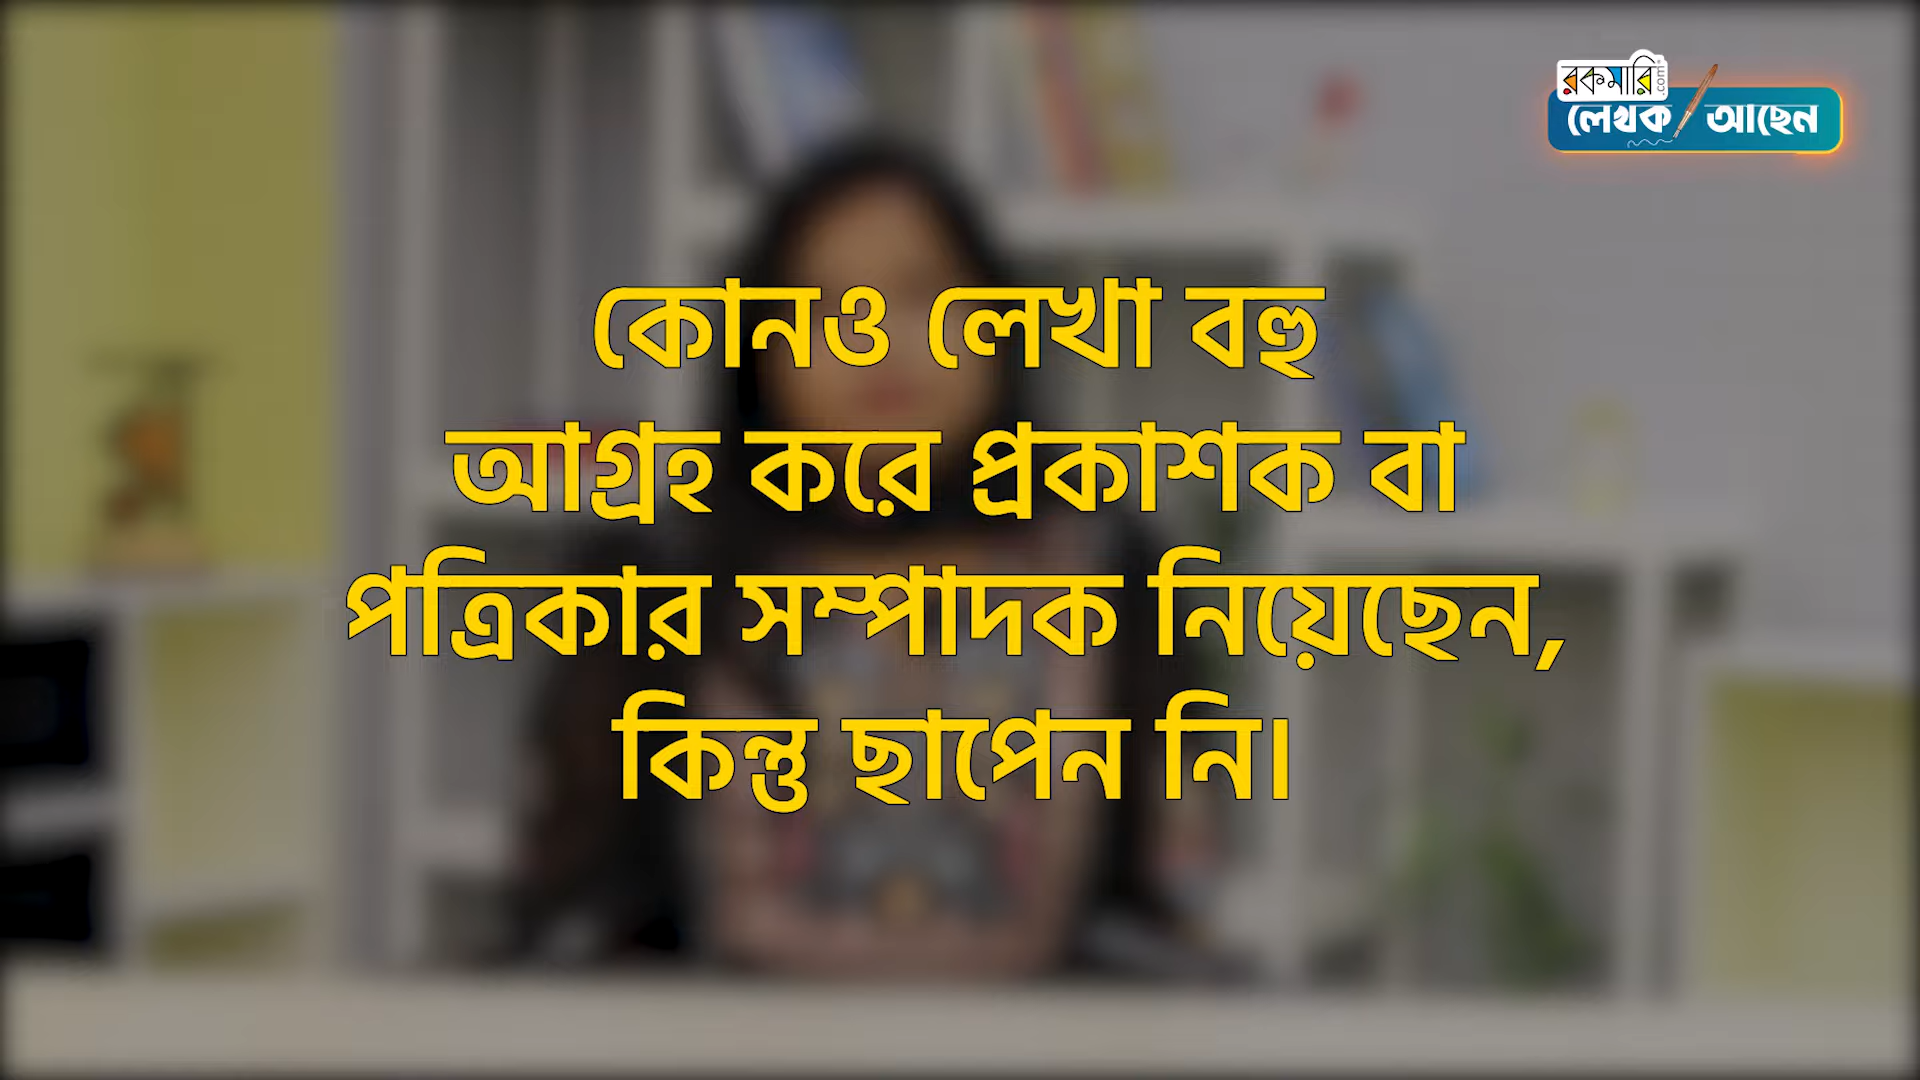 রকমারি
.com
লেখক আছেন
কোনও লেখা বহু
আগ্রহ করে প্রকাশক বা
পত্রিকার সম্পাদক নিয়েছেন,
কিন্তু ছাপেন নি।